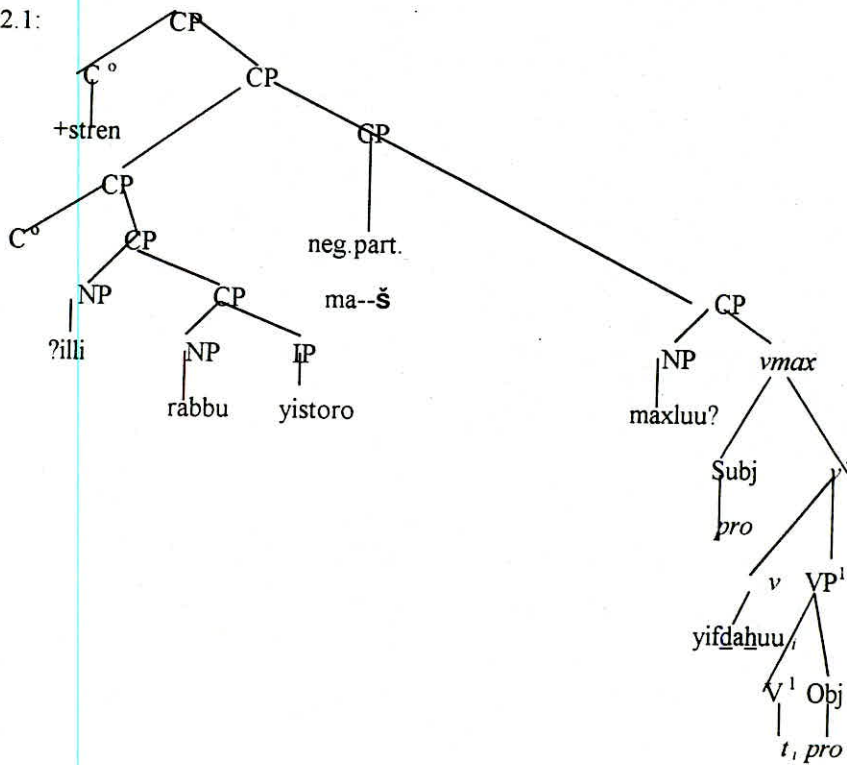 2.1:
CP
C º CP
+stren CP
CP
C º CP neg.part.
NP CP ma--š CP
?illi NP IP NP vmax
rabbu yistoro maxluu?
Subj v'
pro
v VP¹
yifdahuu i
V¹ Obj
t i pro